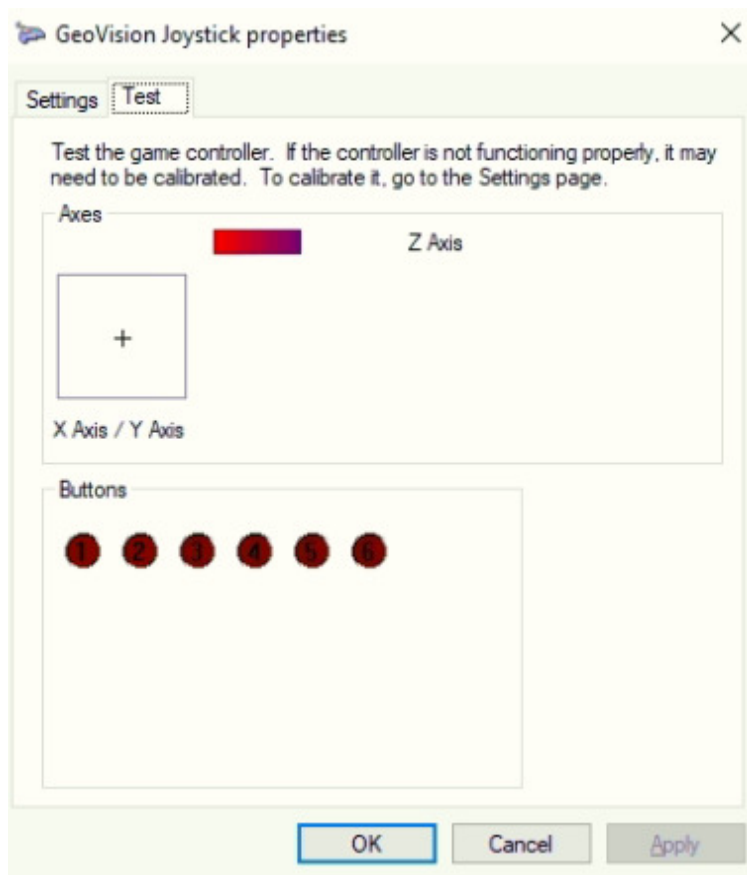 GeoVision Joystick properties
Settings Test
Test the game controller. If the controller is not functioning properly, it may
need to be calibrated. To calibrate it, go to the Settings page.
Axes
Z Axis
X Axis / Y Axis
Buttons
1 2 3 4 5 6
OK Cancel Apply